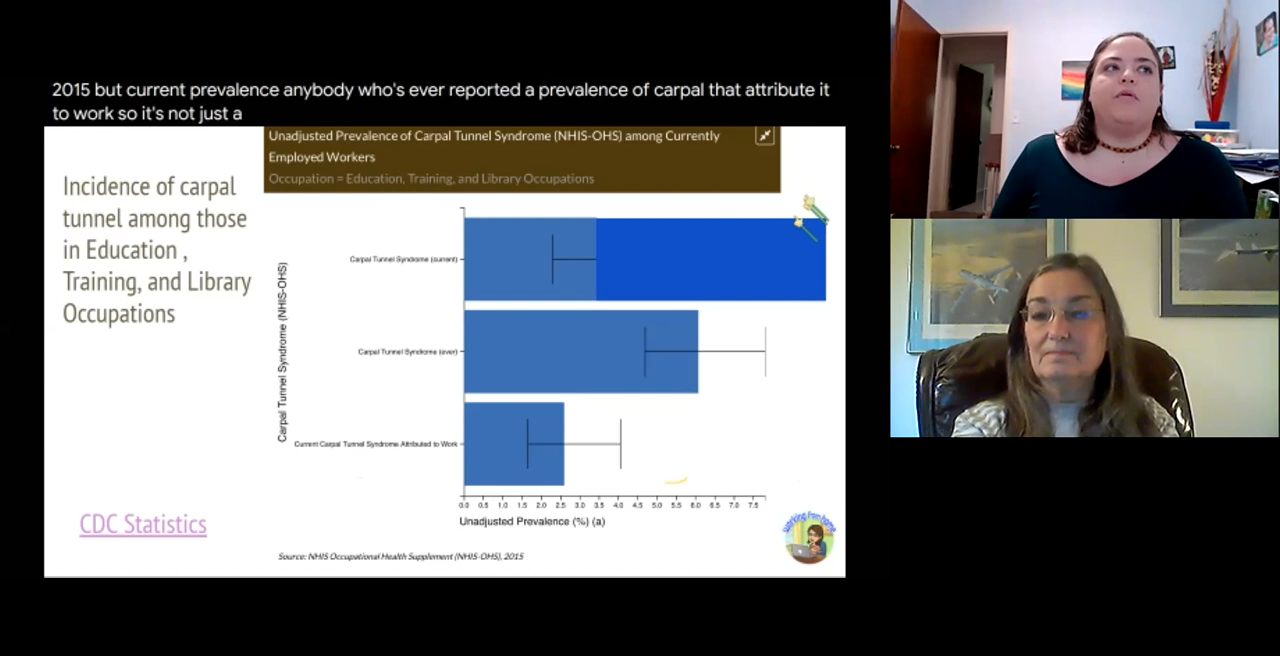 2015 but current prevalence anybody who's ever reported a prevalence of carpal that attribute it
to work so it's not just a
Unadjusted Prevalence of Carpal Tunnel Syndrome (NHIS-OHS) among Currently
Employed Workers
Occupation = Education, Training, and Library Occupations
Incidence of carpal
tunnel among those
in Education ,
Training, and Library
Occupations
Carpal Tunnel Syndrome (NHIS-OHS)
Carpal Tunnel Syndrome (current)
Carpal Tunnel Syndrome (ever)
Current Carpal Tunnel Syndrome Attributed to Work
0.0 0.5 1.0 1.5 2.0 2.5 3.0 3.5 4.0 4.5 5.0 5.5 6.0 6.5 7.0 7.5
Unadjusted Prevalence (%) (a)
CDC Statistics
Working from home
Source: NHIS Occupational Health Supplement (NHIS-OHS), 2015